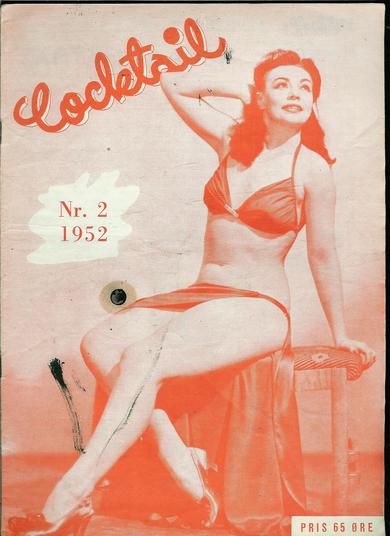 Cocktail
Nr. 2
1952
PRIS 65 ØRE